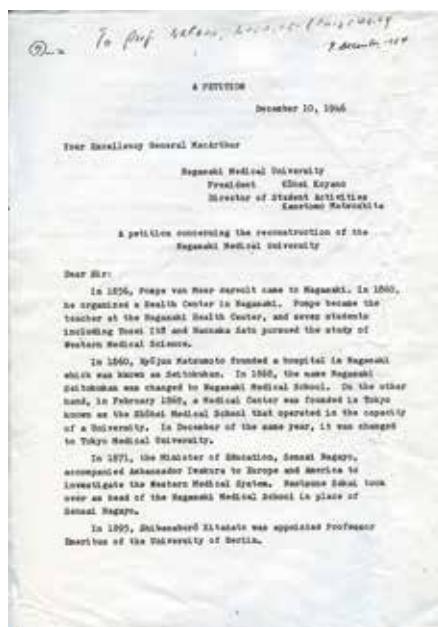 To Prof
A PETITION
December 10, 1946
Your Excellency General MacArthur
Nagasaki Medical University
President Kōhei Koyano
Director of Student Activities
Kanetomo Matsushita
A petition concerning the reconstruction of the
Nagasaki Medical University
Dear Sir:
In 1856, Pompe van Meer came to Nagasaki. In 1860,
he organized a Health Center in Nagasaki. Pompe became the
teacher at the Nagasaki Health Center, and seven students
including and Sato pursued the study of
Western Medical Science.
In 1860, Matsumoto founded a hospital in Nagasaki
which was known as Seitokukan. In 1868, the name Nagasaki
Seitokukan was changed to Nagasaki Medical School. On the other
hand, in February 1869, a Medical Center was founded in Tokyo
known as the Shōhei Medical School that operated in the capacity
of a University. In December of the same year, it was changed
to Tokyo Medical University.
In 1871, the Minister of Education, Sensai Nagayo,
accompanied Ambassador Iwakura to Europe and America to
investigate the Western Medical System. Sakai took
over as head of the Nagasaki Medical School in place of
Sensai Nagayo.
In 1895, Shibasaburō Kitasato was appointed Professor
Emeritus of the University of Berlin.